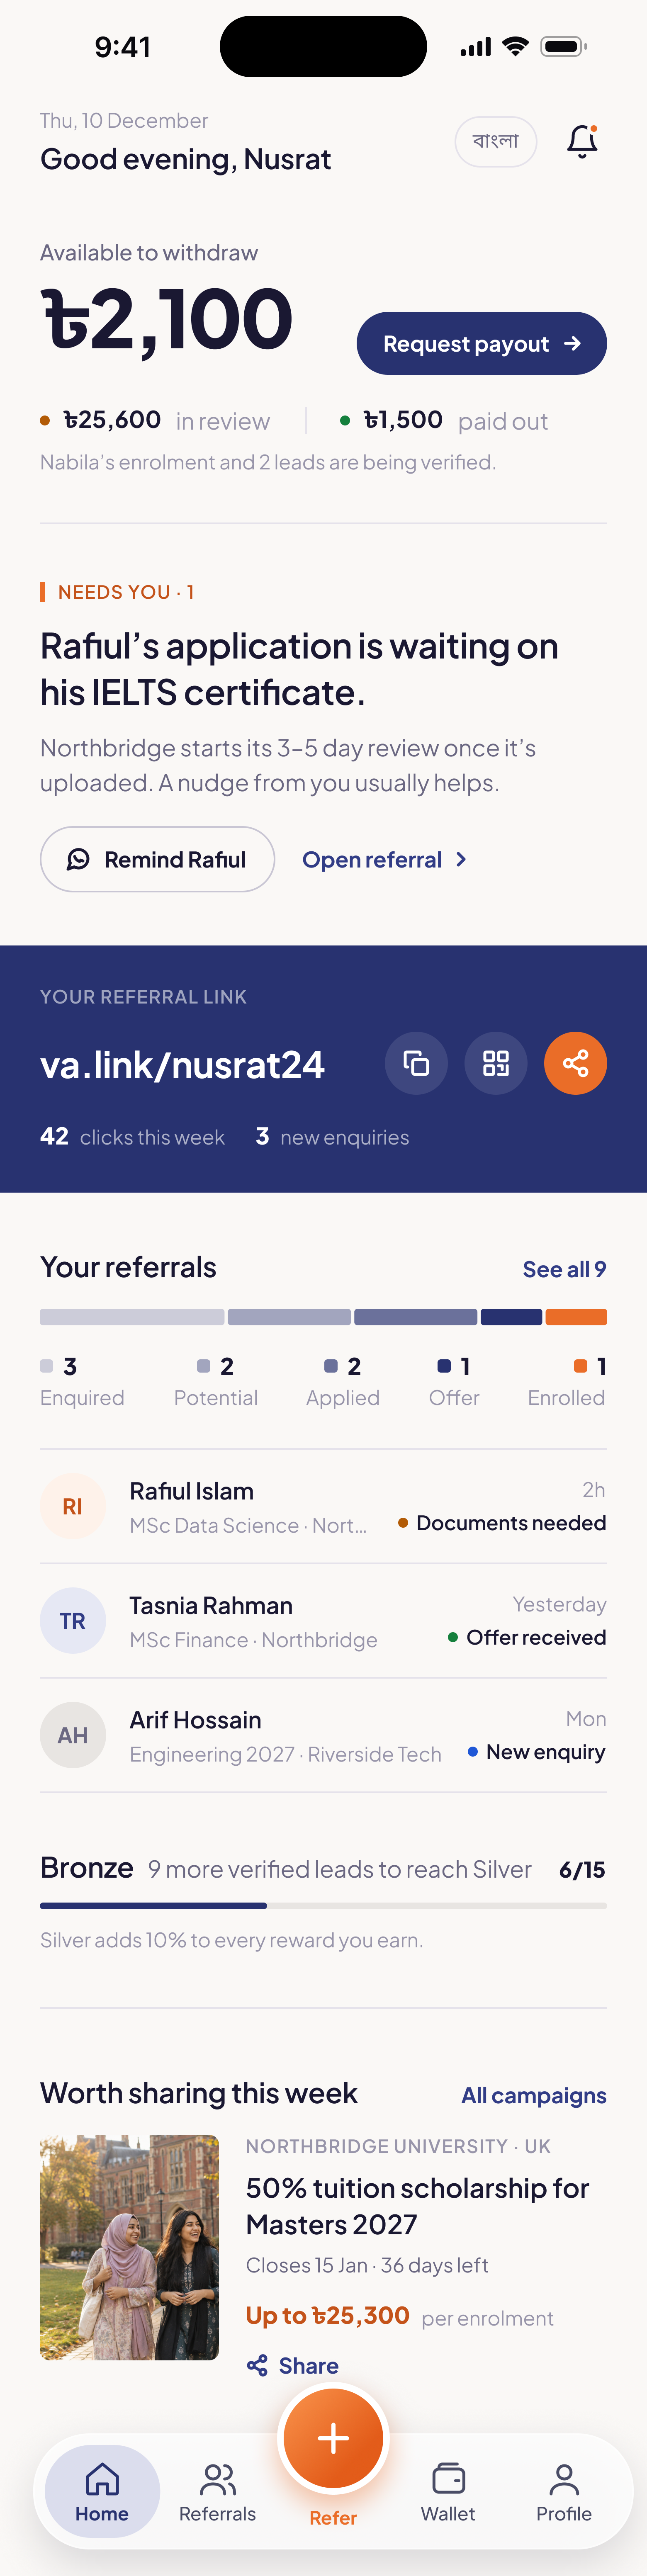 9:41
Thu, 10 December
Good evening, Nusrat
বাংলা
Available to withdraw
৳2,100
Request payout
৳25,600 in review
৳1,500 paid out
Nabila’s enrolment and 2 leads are being verified.
NEEDS YOU · 1
Rafiul’s application is waiting on
his IELTS certificate.
Northbridge starts its 3–5 day review once it’s
uploaded. A nudge from you usually helps.
Remind Rafiul
Open referral
YOUR REFERRAL LINK
va.link/nusrat24
42 clicks this week
3 new enquiries
Your referrals
See all 9
3
Enquired
2
Potential
2
Applied
1
Offer
1
Enrolled
RI
Rafiul Islam
2h
MSc Data Science · Nort...
Documents needed
TR
Tasnia Rahman
Yesterday
MSc Finance · Northbridge
Offer received
AH
Arif Hossain
Mon
Engineering 2027 · Riverside Tech
New enquiry
Bronze 9 more verified leads to reach Silver 6/15
Silver adds 10% to every reward you earn.
Worth sharing this week
All campaigns
NORTHBRIDGE UNIVERSITY · UK
50% tuition scholarship for
Masters 2027
Closes 15 Jan · 36 days left
Up to ৳25,300 per enrolment
Share
Home
Referrals
Refer
Wallet
Profile